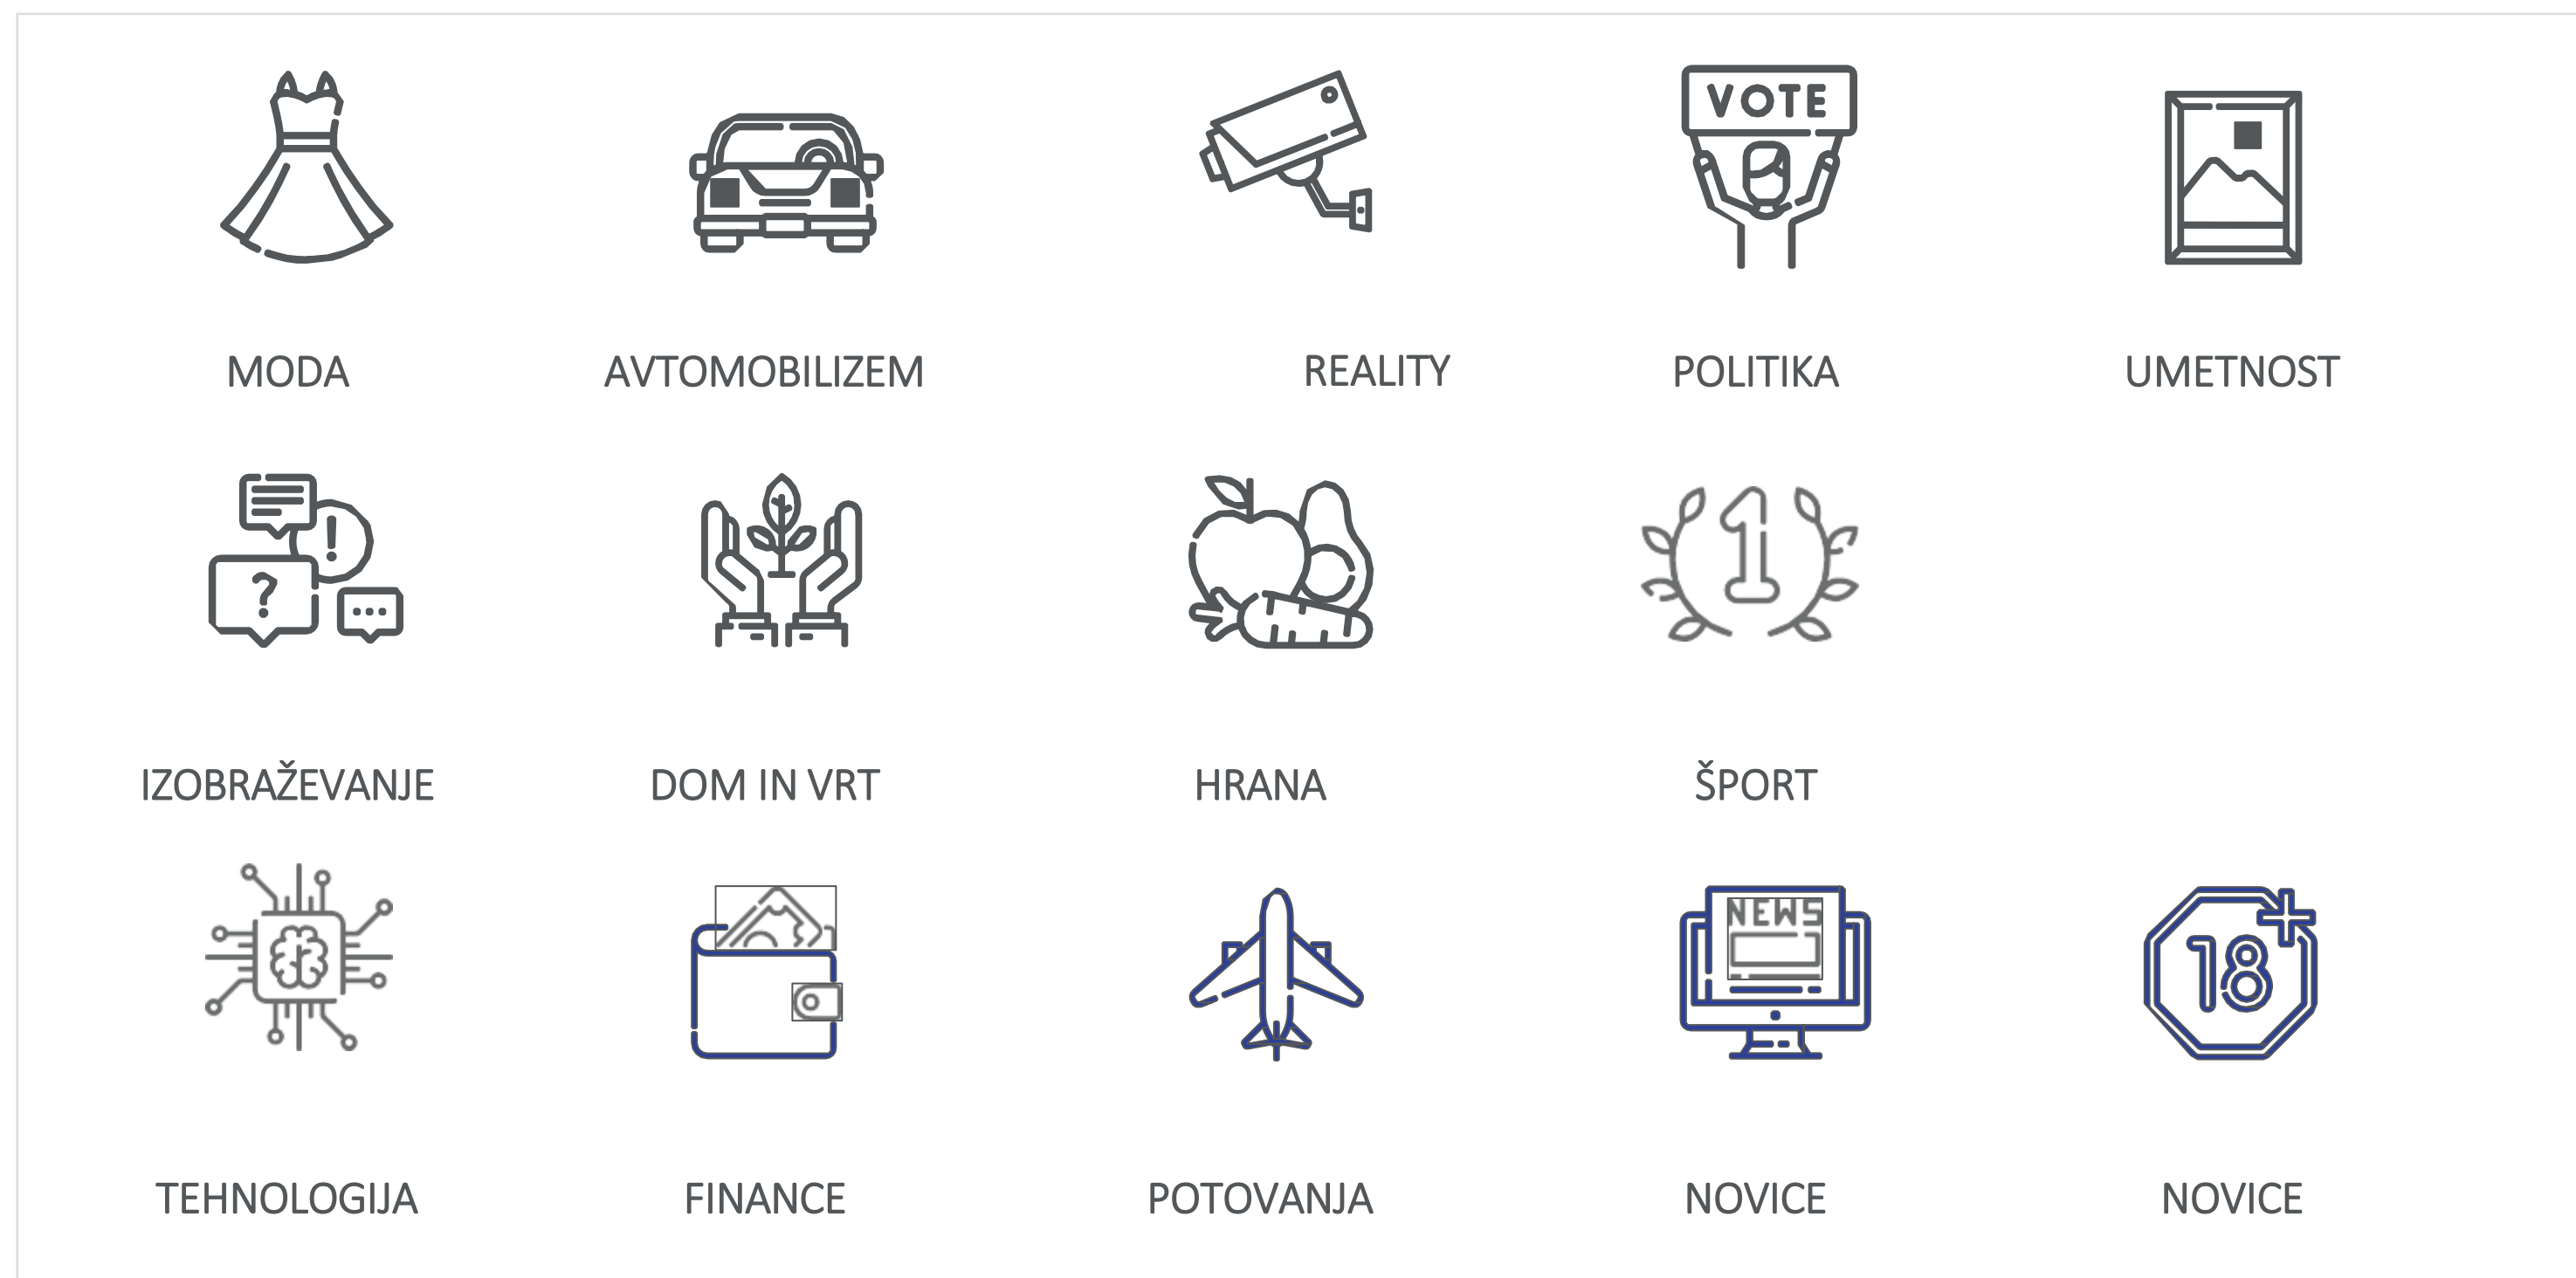 VOTE
MODA AVTOMOBILIZEM REALITY POLITIKA UMETNOST
! ? ...
1
IZOBRAŽEVANJE DOM IN VRT HRANA ŠPORT
NEWS
18+
TEHNOLOGIJA FINANCE POTOVANJA NOVICE NOVICE